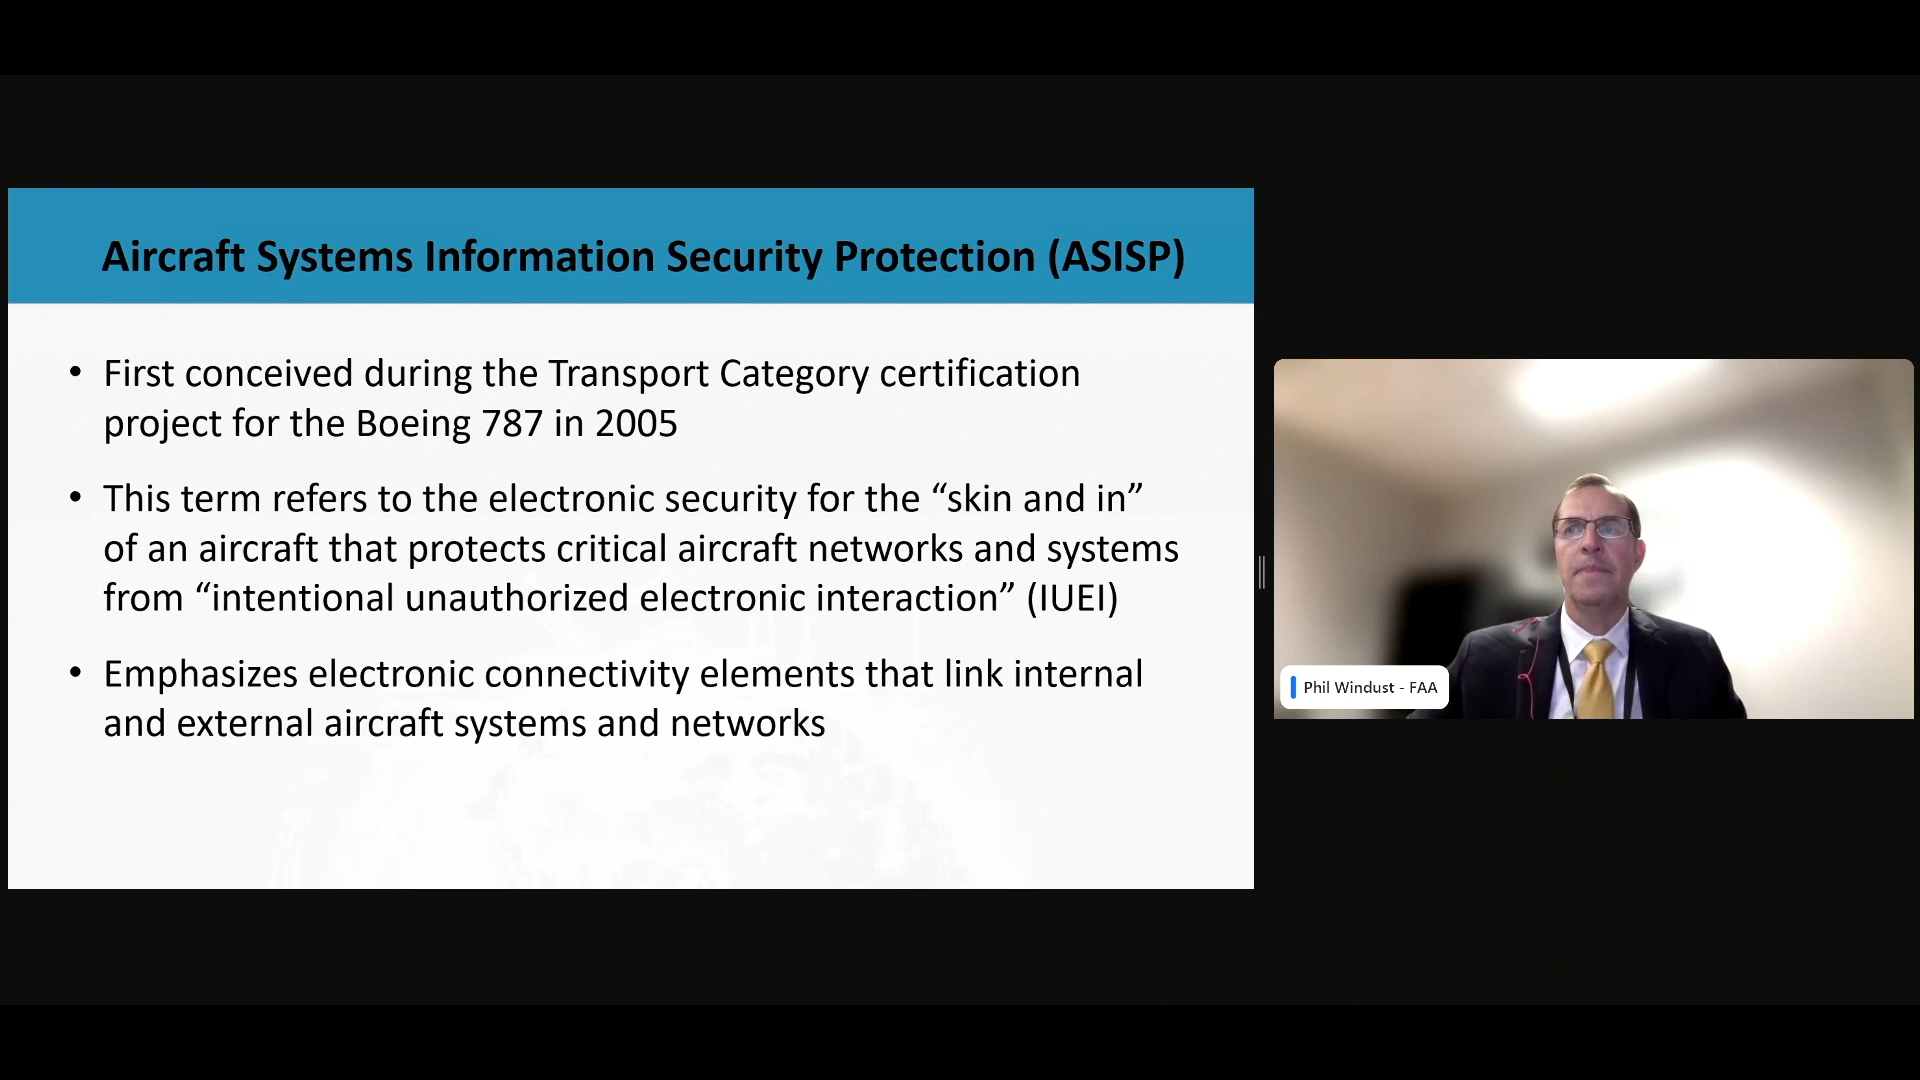 Aircraft Systems Information Security Protection (ASISP)
• First conceived during the Transport Category certification
project for the Boeing 787 in 2005
• This term refers to the electronic security for the “skin and in”
of an aircraft that protects critical aircraft networks and systems
from “intentional unauthorized electronic interaction” (IUEI)
• Emphasizes electronic connectivity elements that link internal
and external aircraft systems and networks
Phil Windust - FAA